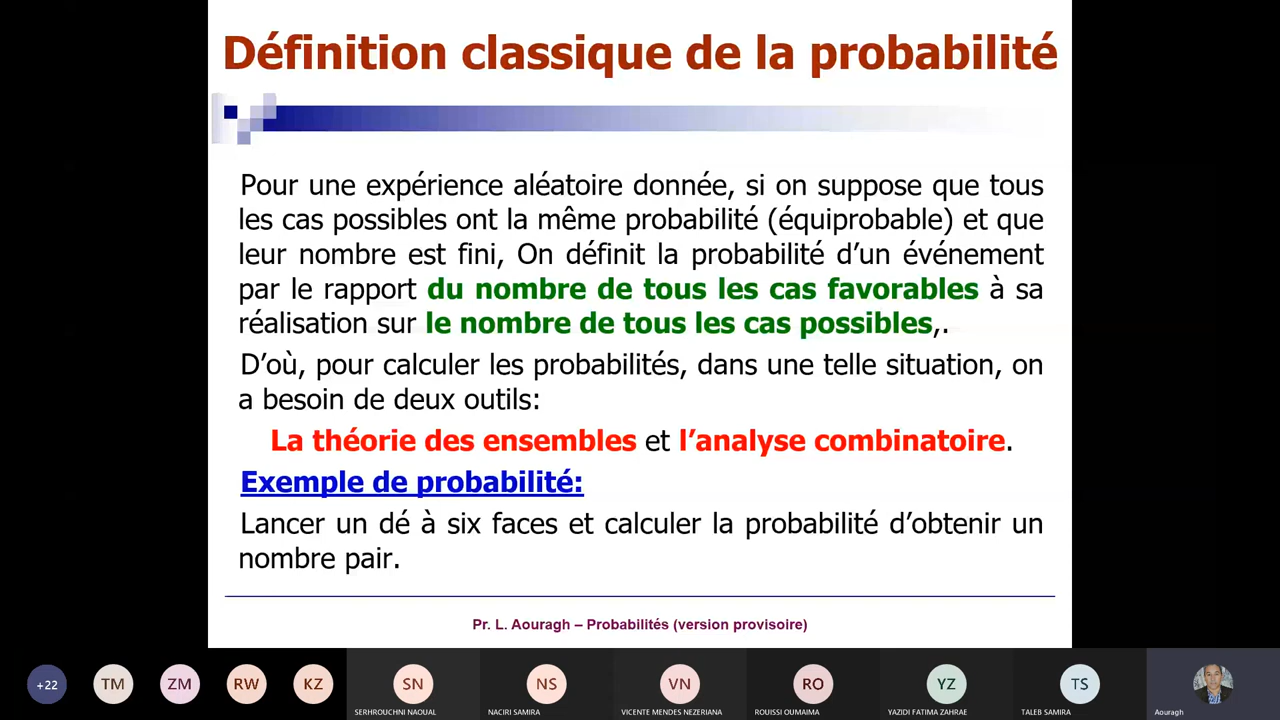 Définition classique de la probabilité
Pour une expérience aléatoire donnée, si on suppose que tous
les cas possibles ont la même probabilité (équiprobable) et que
leur nombre est fini, On définit la probabilité d’un événement
par le rapport du nombre de tous les cas favorables à sa
réalisation sur le nombre de tous les cas possibles,.
D’où, pour calculer les probabilités, dans une telle situation, on
a besoin de deux outils:
La théorie des ensembles et l’analyse combinatoire.
Exemple de probabilité:
Lancer un dé à six faces et calculer la probabilité d’obtenir un
nombre pair.
Pr. L. Aouragh – Probabilités (version provisoire)
+22 TM ZM RW KZ SN NS VN RO YZ TS
SERHROUCHNI NAOUAL NACIRI SAMIRA VICENTE MENDES NEZERIANA ROUISSI OUMAIMA YAZIDI FATIMA ZAHRAE TALEB SAMIRA Aouragh